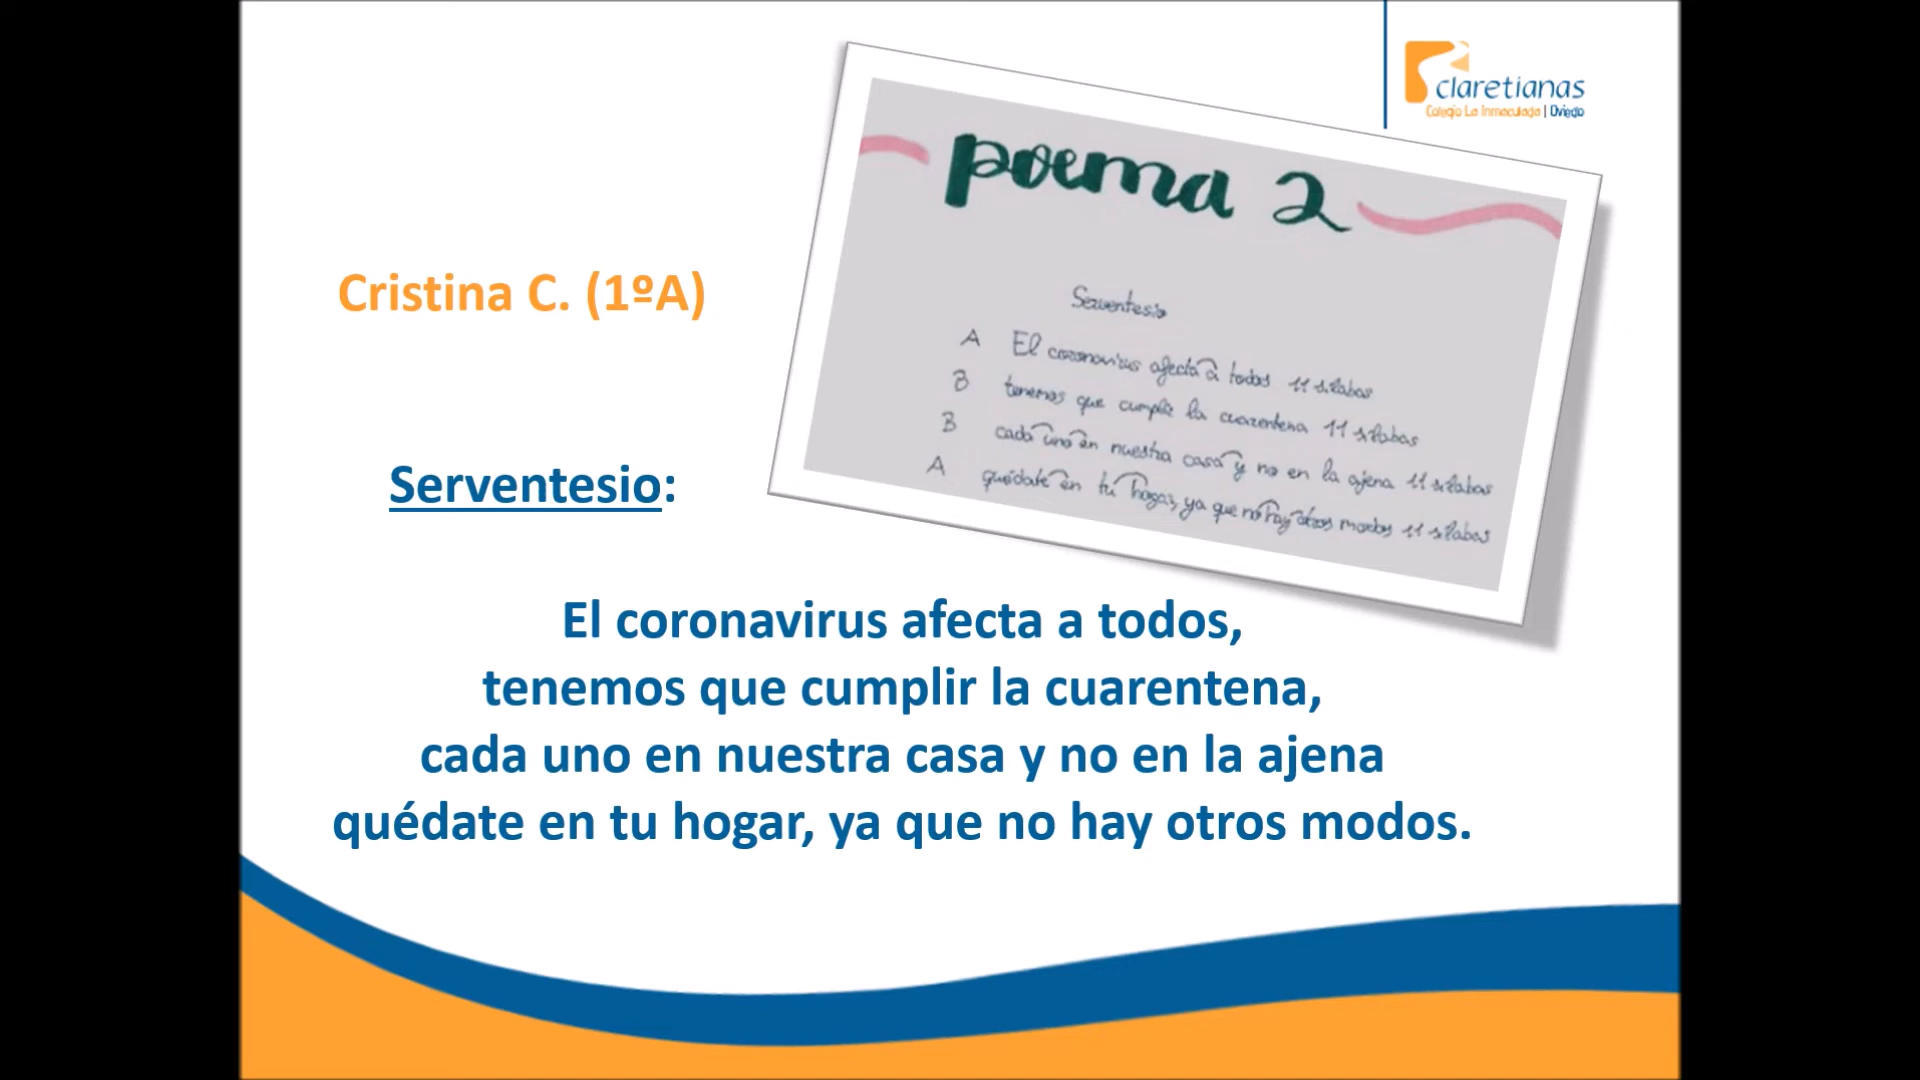 claretianas
Colegio La Inmaculada | Oviedo
poema 2
Serventesio
A El coronavirus afecta a todos 11 sílabas
B tenemos que cumplir la cuarentena 11 sílabas
B cada uno en nuestra casa y no en la ajena 11 sílabas
A quédate en tu hogar, ya que no hay otros modos 11 sílabas
Cristina C. (1ºA)
Serventesio:
El coronavirus afecta a todos,
tenemos que cumplir la cuarentena,
cada uno en nuestra casa y no en la ajena
quédate en tu hogar, ya que no hay otros modos.